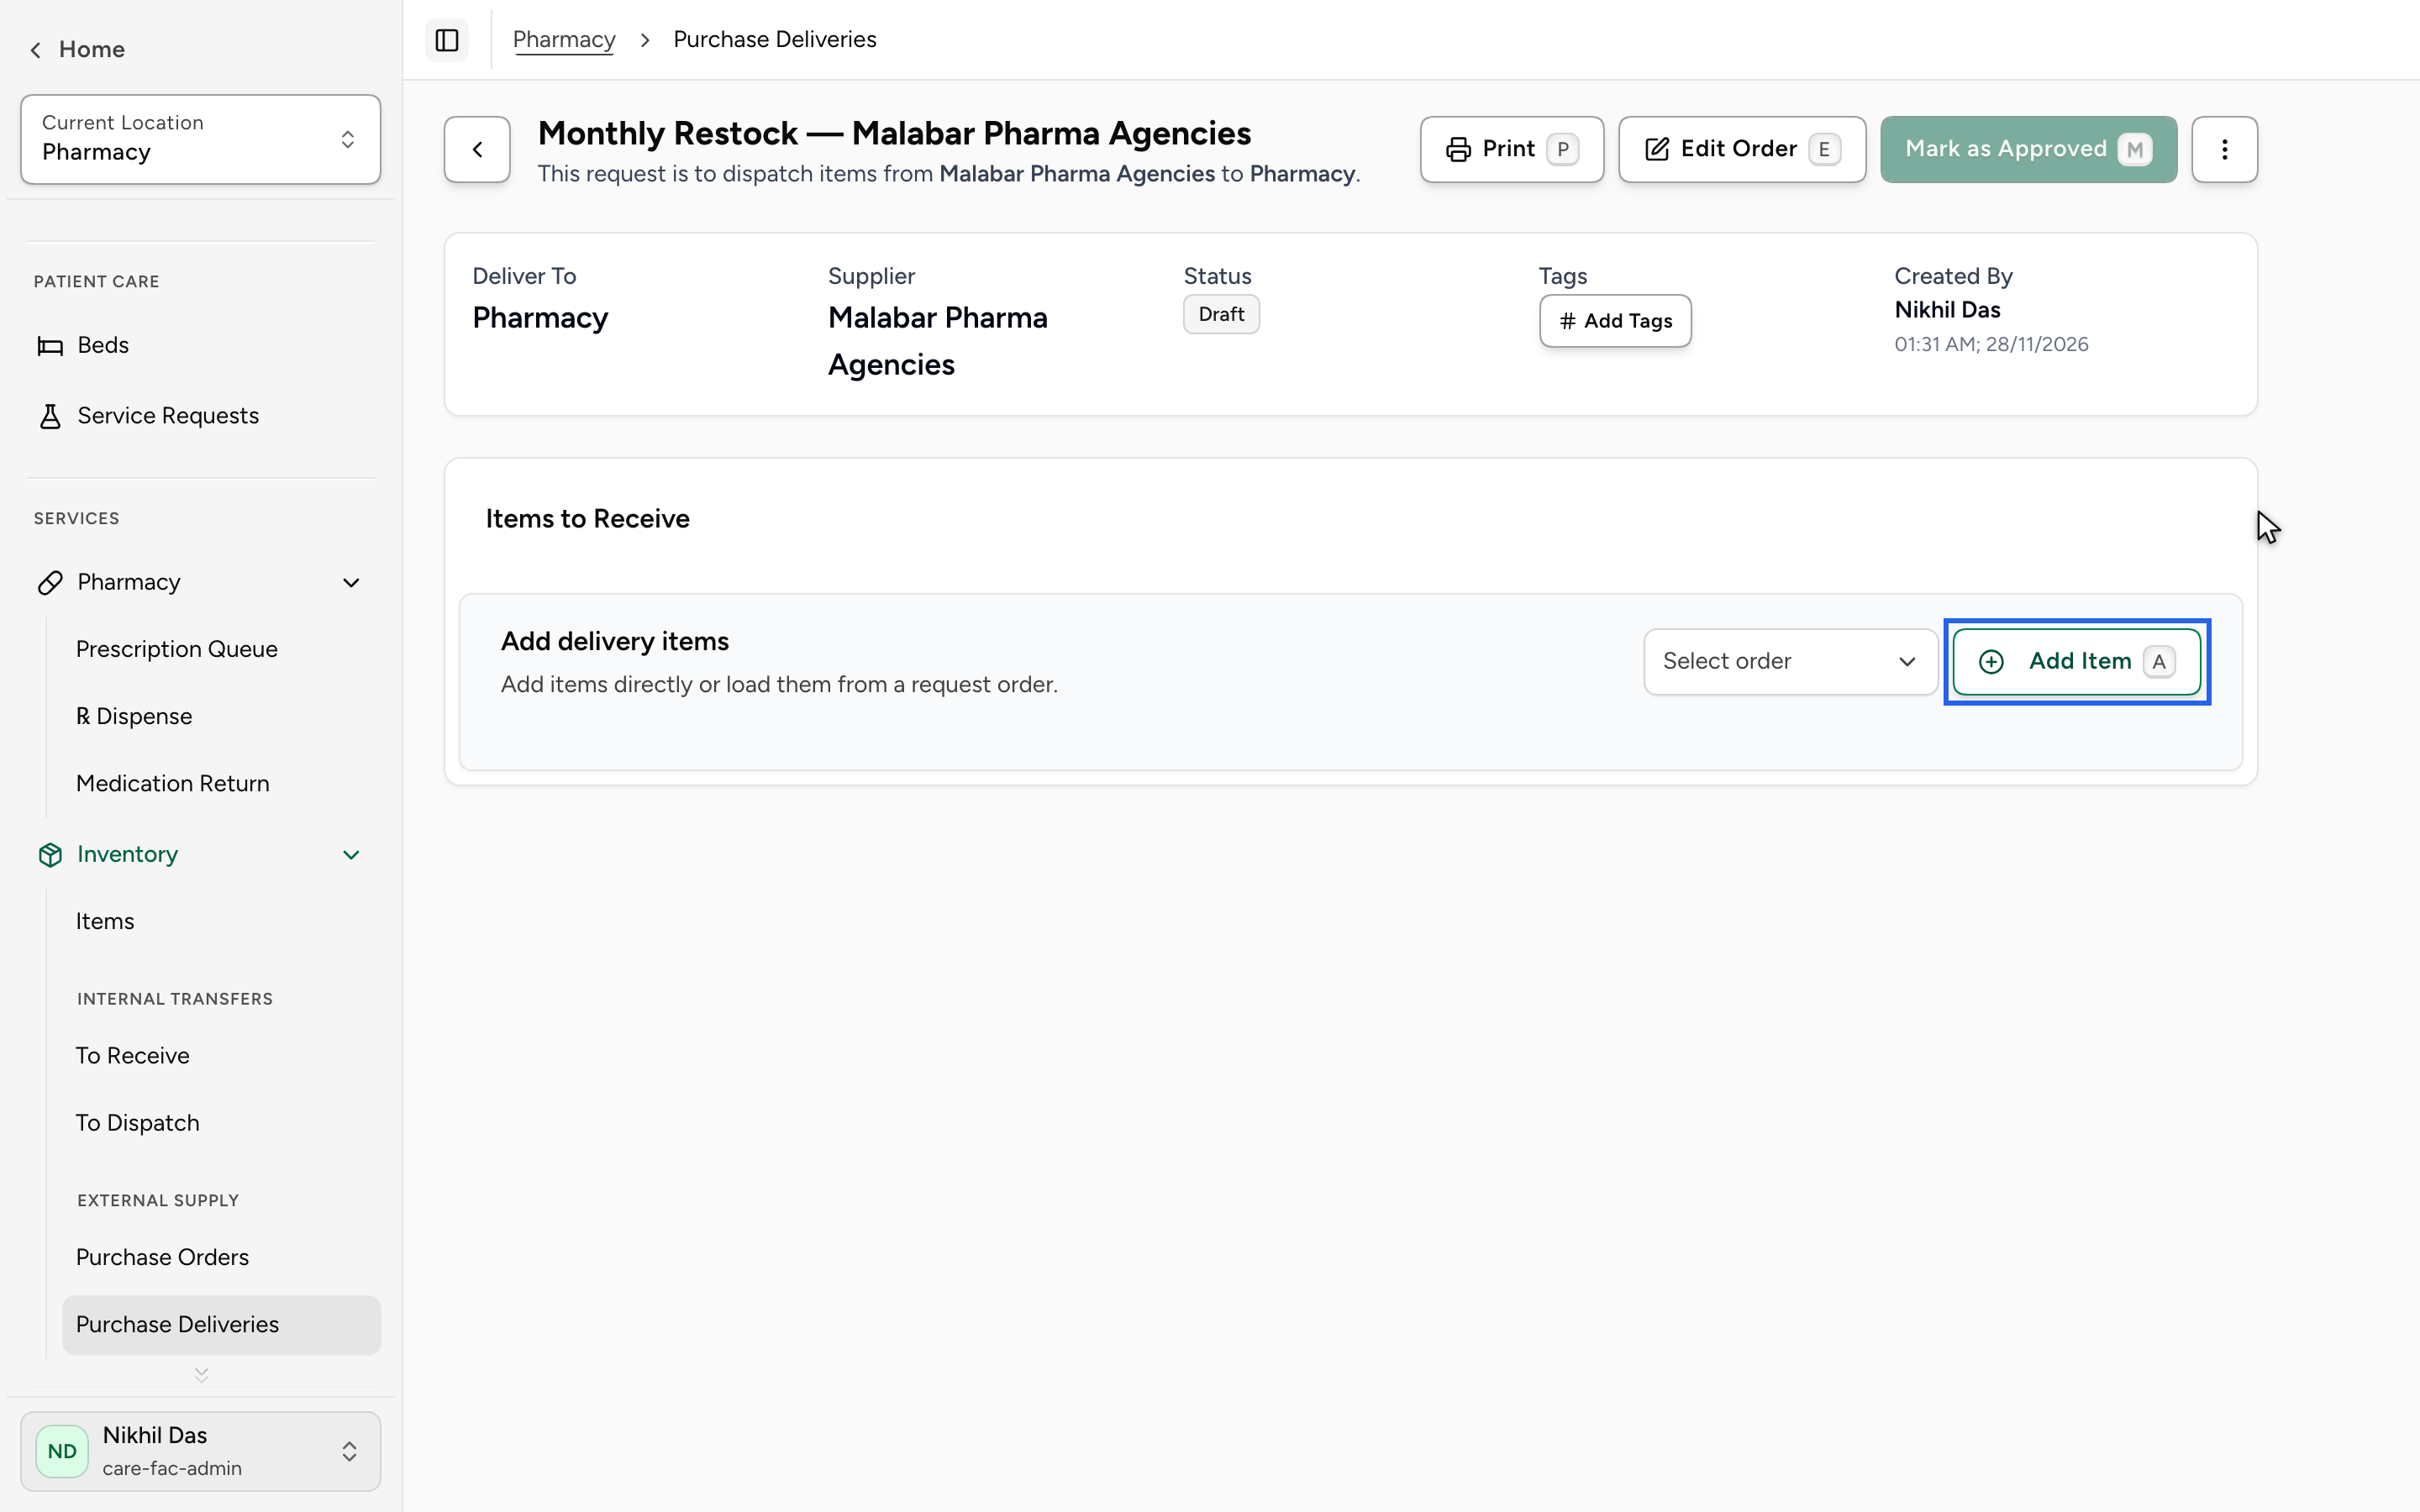 Home
Current Location
Pharmacy
PATIENT CARE
Beds
Service Requests
SERVICES
Pharmacy
Prescription Queue
℞ Dispense
Medication Return
Inventory
Items
INTERNAL TRANSFERS
To Receive
To Dispatch
EXTERNAL SUPPLY
Purchase Orders
Purchase Deliveries
ND
Nikhil Das
care-fac-admin
Pharmacy > Purchase Deliveries
Monthly Restock — Malabar Pharma Agencies
This request is to dispatch items from Malabar Pharma Agencies to Pharmacy.
Print P
Edit Order E
Mark as Approved M
Deliver To
Pharmacy
Supplier
Malabar Pharma
Agencies
Status
Draft
Tags
# Add Tags
Created By
Nikhil Das
01:31 AM; 28/11/2026
Items to Receive
Add delivery items
Add items directly or load them from a request order.
Select order
Add Item A